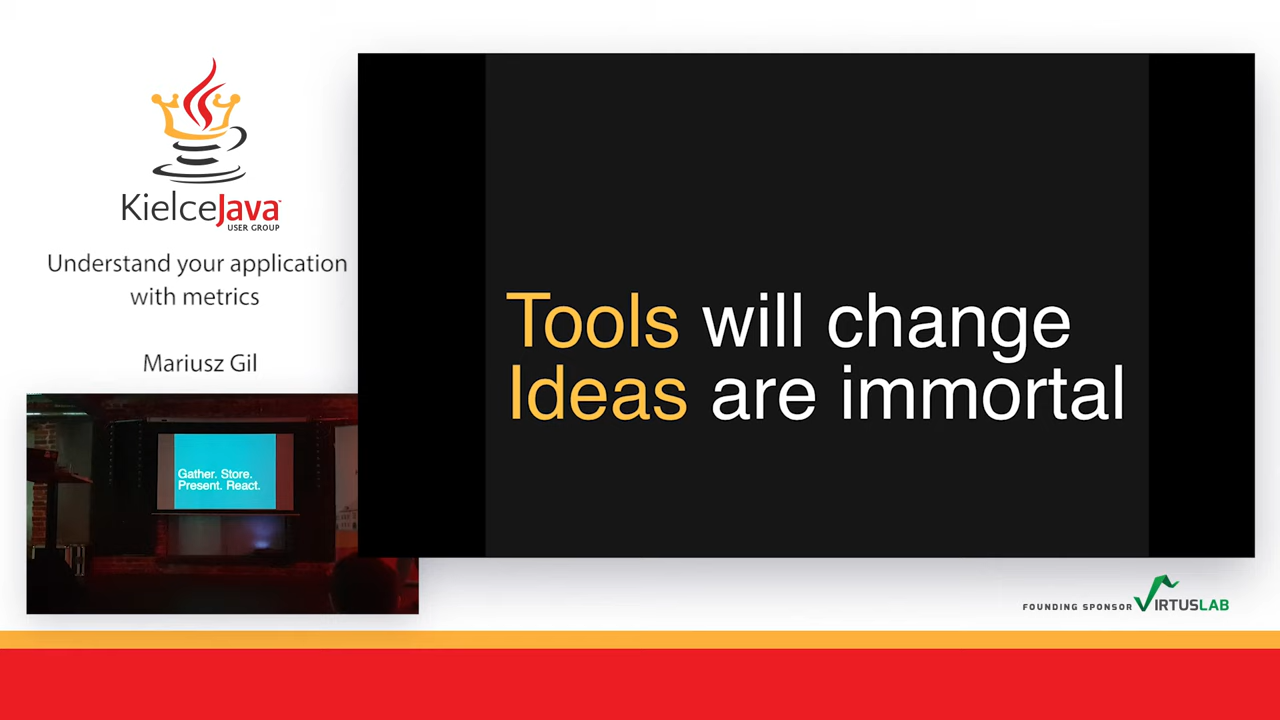 KielceJava
USER GROUP
Understand your application
with metrics
Mariusz Gil
Gather. Store.
Present. React.
Tools will change
Ideas are immortal
FOUNDING SPONSOR VIRTUSLAB